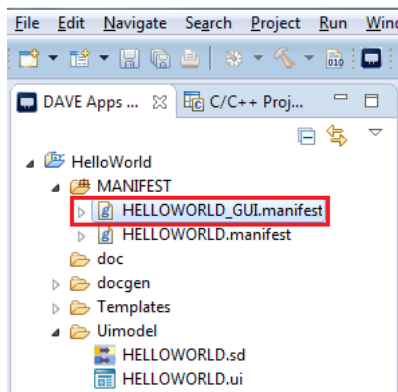 File Edit Navigate Search Project Run
DAVE Apps ... C/C++ Proj...
HelloWorld
MANIFEST
HELLOWORLD_GUI.manifest
HELLOWORLD.manifest
doc
docgen
Templates
Uimodel
HELLOWORLD.sd
HELLOWORLD.ui